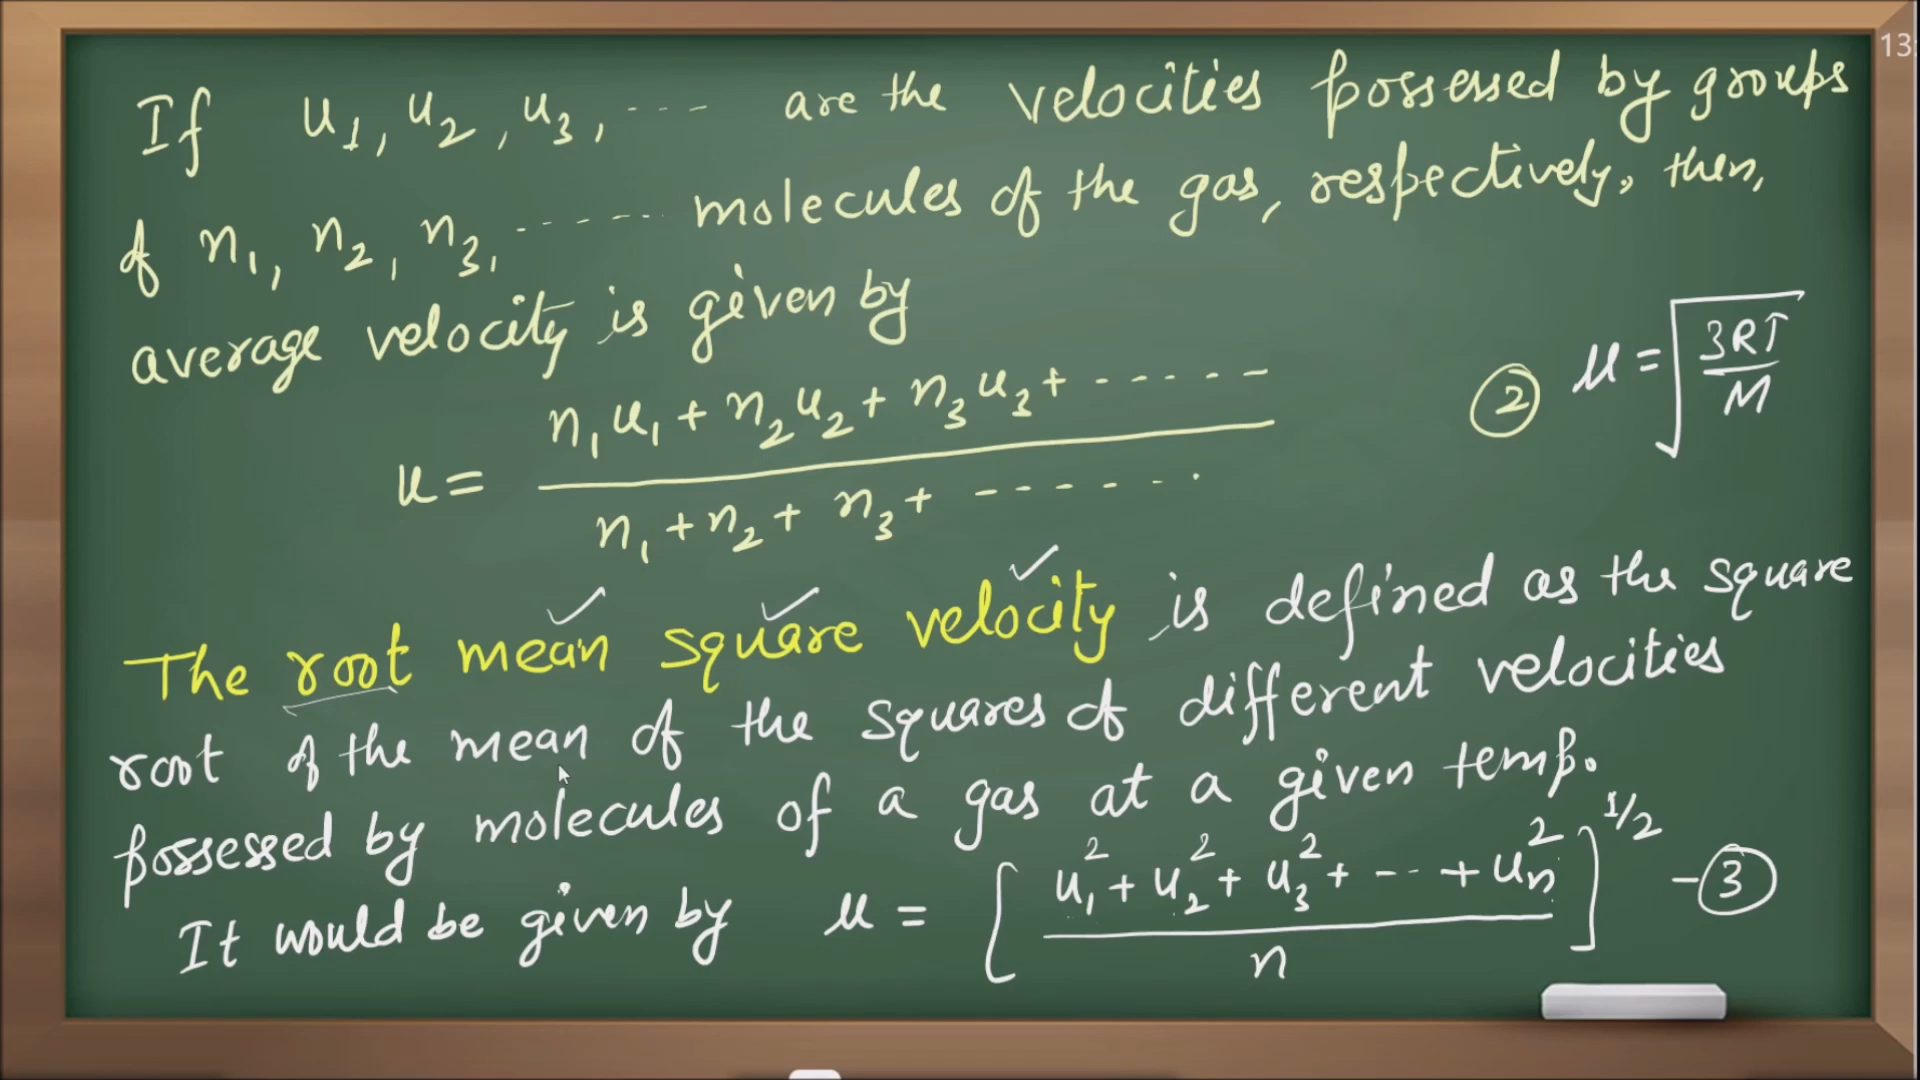 13
If u₁, u₂, u₃, ---- are the velocities possessed by groups
of n₁, n₂, n₃, ------- molecules of the gas, respectively, then,
average velocity is given by
u = (n₁u₁ + n₂u₂ + n₃u₃ + ------) / (n₁ + n₂ + n₃ + -------)
② μ = √(3RT/M)
The root mean square velocity is defined as the square
root of the mean of the squares of different velocities
possessed by molecules of a gas at a given temp.
It would be given by μ = [(u₁² + u₂² + u₃² + --- + uₙ²) / n]^1/2 - ③